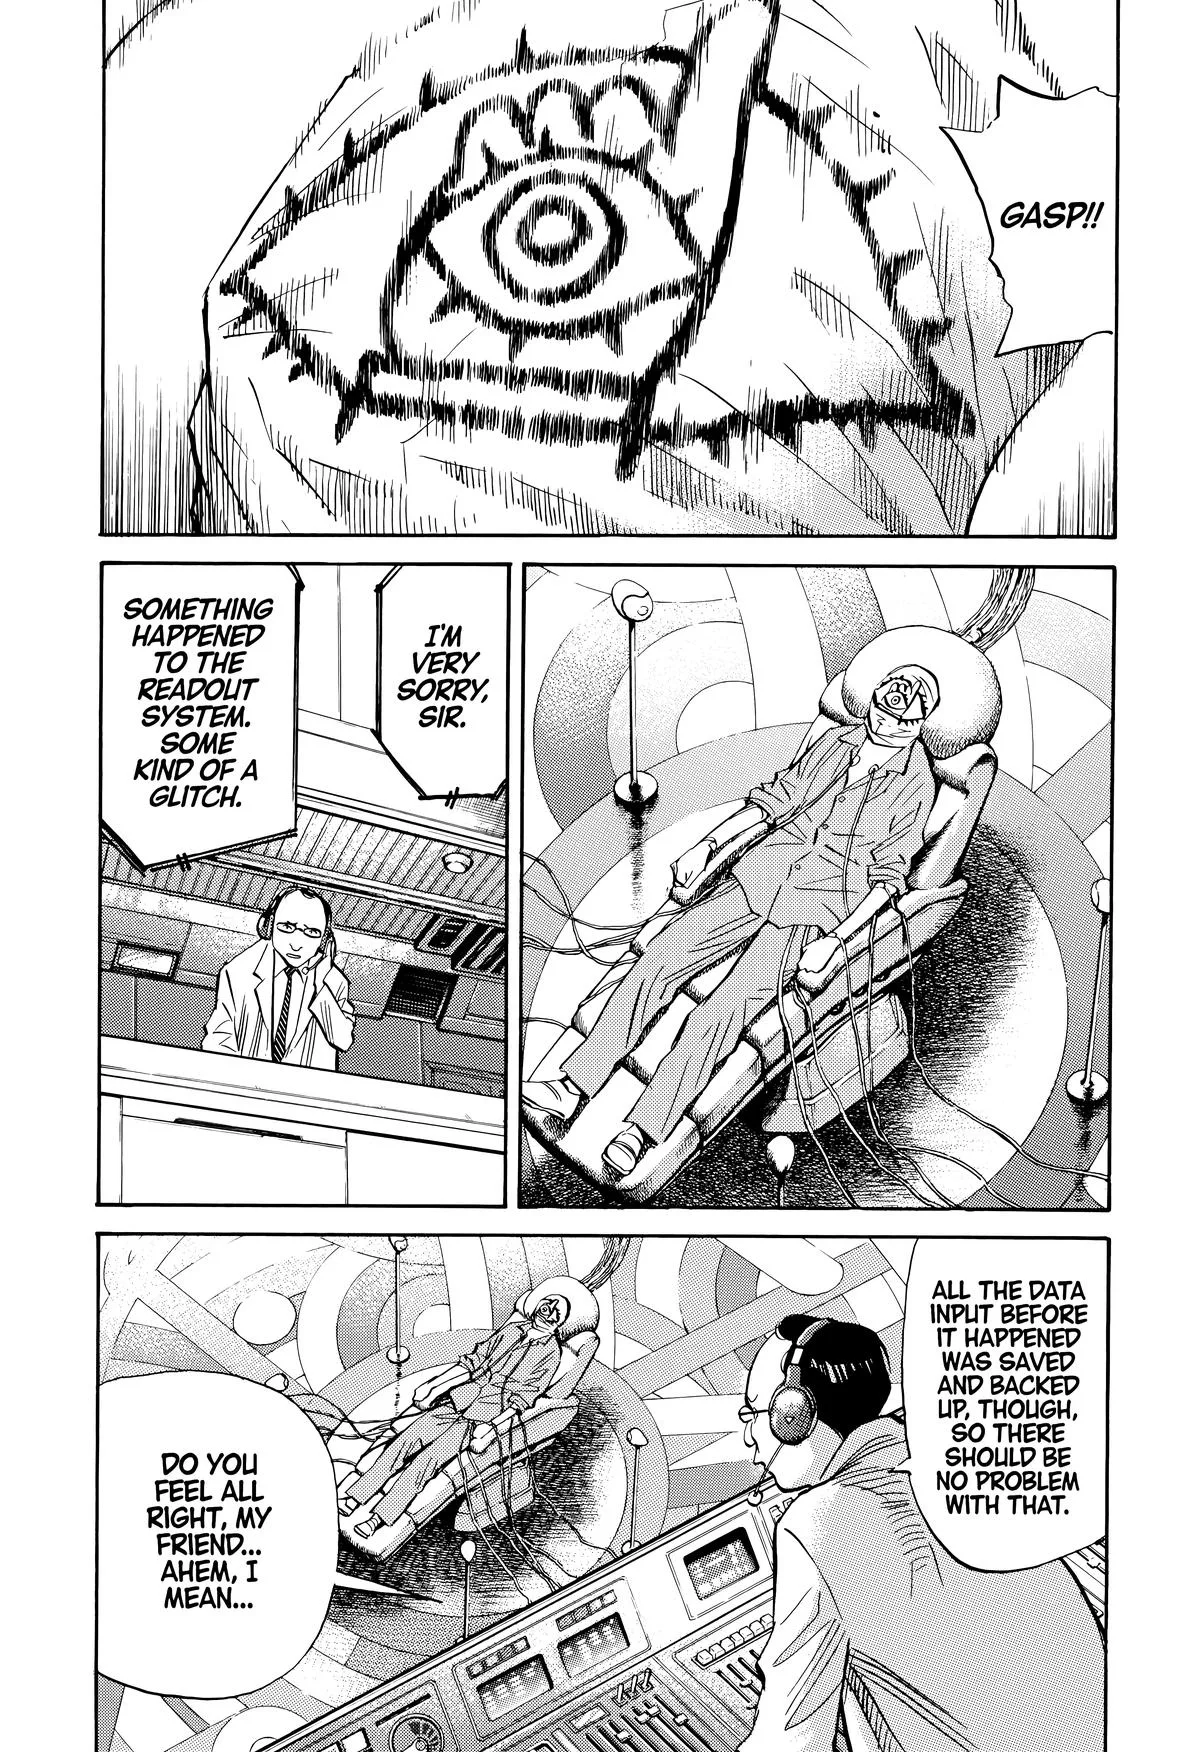 GASP!!
I'M
VERY
SORRY,
SIR.
SOMETHING
HAPPENED
TO THE
READOUT
SYSTEM.
SOME
KIND OF A
GLITCH.
ALL THE DATA
INPUT BEFORE
IT HAPPENED
WAS SAVED
AND BACKED
UP, THOUGH,
SO THERE
SHOULD BE
NO PROBLEM
WITH THAT.
DO YOU
FEEL ALL
RIGHT, MY
FRIEND...
AHEM, I
MEAN...